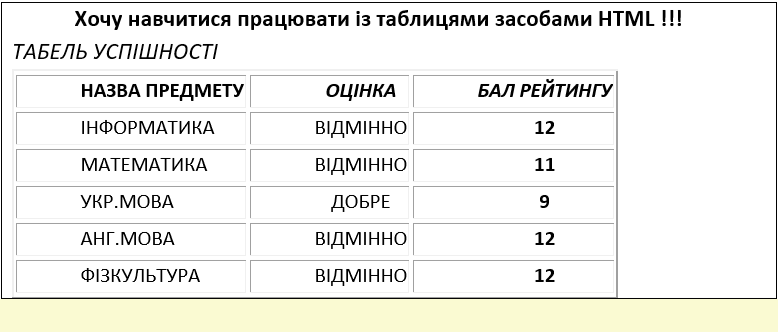 Хочу навчитися працювати із таблицями засобами HTML !!!
ТАБЕЛЬ УСПІШНОСТІ
НАЗВА ПРЕДМЕТУ ОЦІНКА БАЛ РЕЙТИНГУ
ІНФОРМАТИКА ВІДМІННО 12
МАТЕМАТИКА ВІДМІННО 11
УКР.МОВА ДОБРЕ 9
АНГ.МОВА ВІДМІННО 12
ФІЗКУЛЬТУРА ВІДМІННО 12